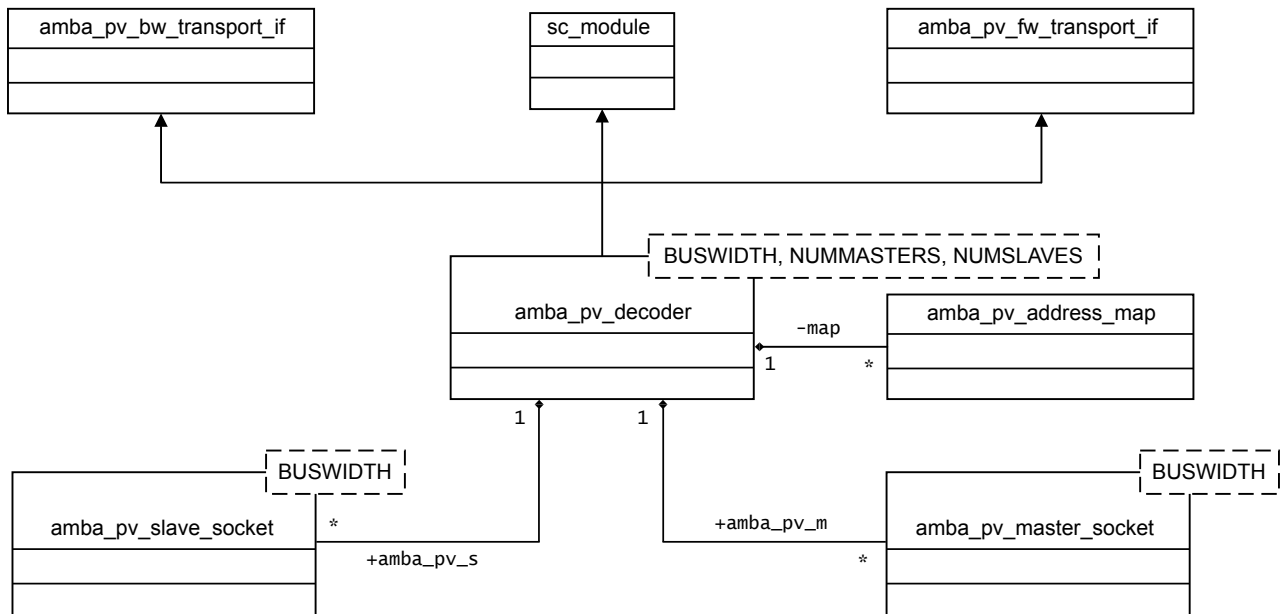 amba_pv_bw_transport_if
sc_module
amba_pv_fw_transport_if
BUSWIDTH, NUMMASTERS, NUMSLAVES
amba_pv_decoder
amba_pv_address_map
-map
1
*
1
1
BUSWIDTH
BUSWIDTH
amba_pv_slave_socket
*
+amba_pv_m
amba_pv_master_socket
+amba_pv_s
*